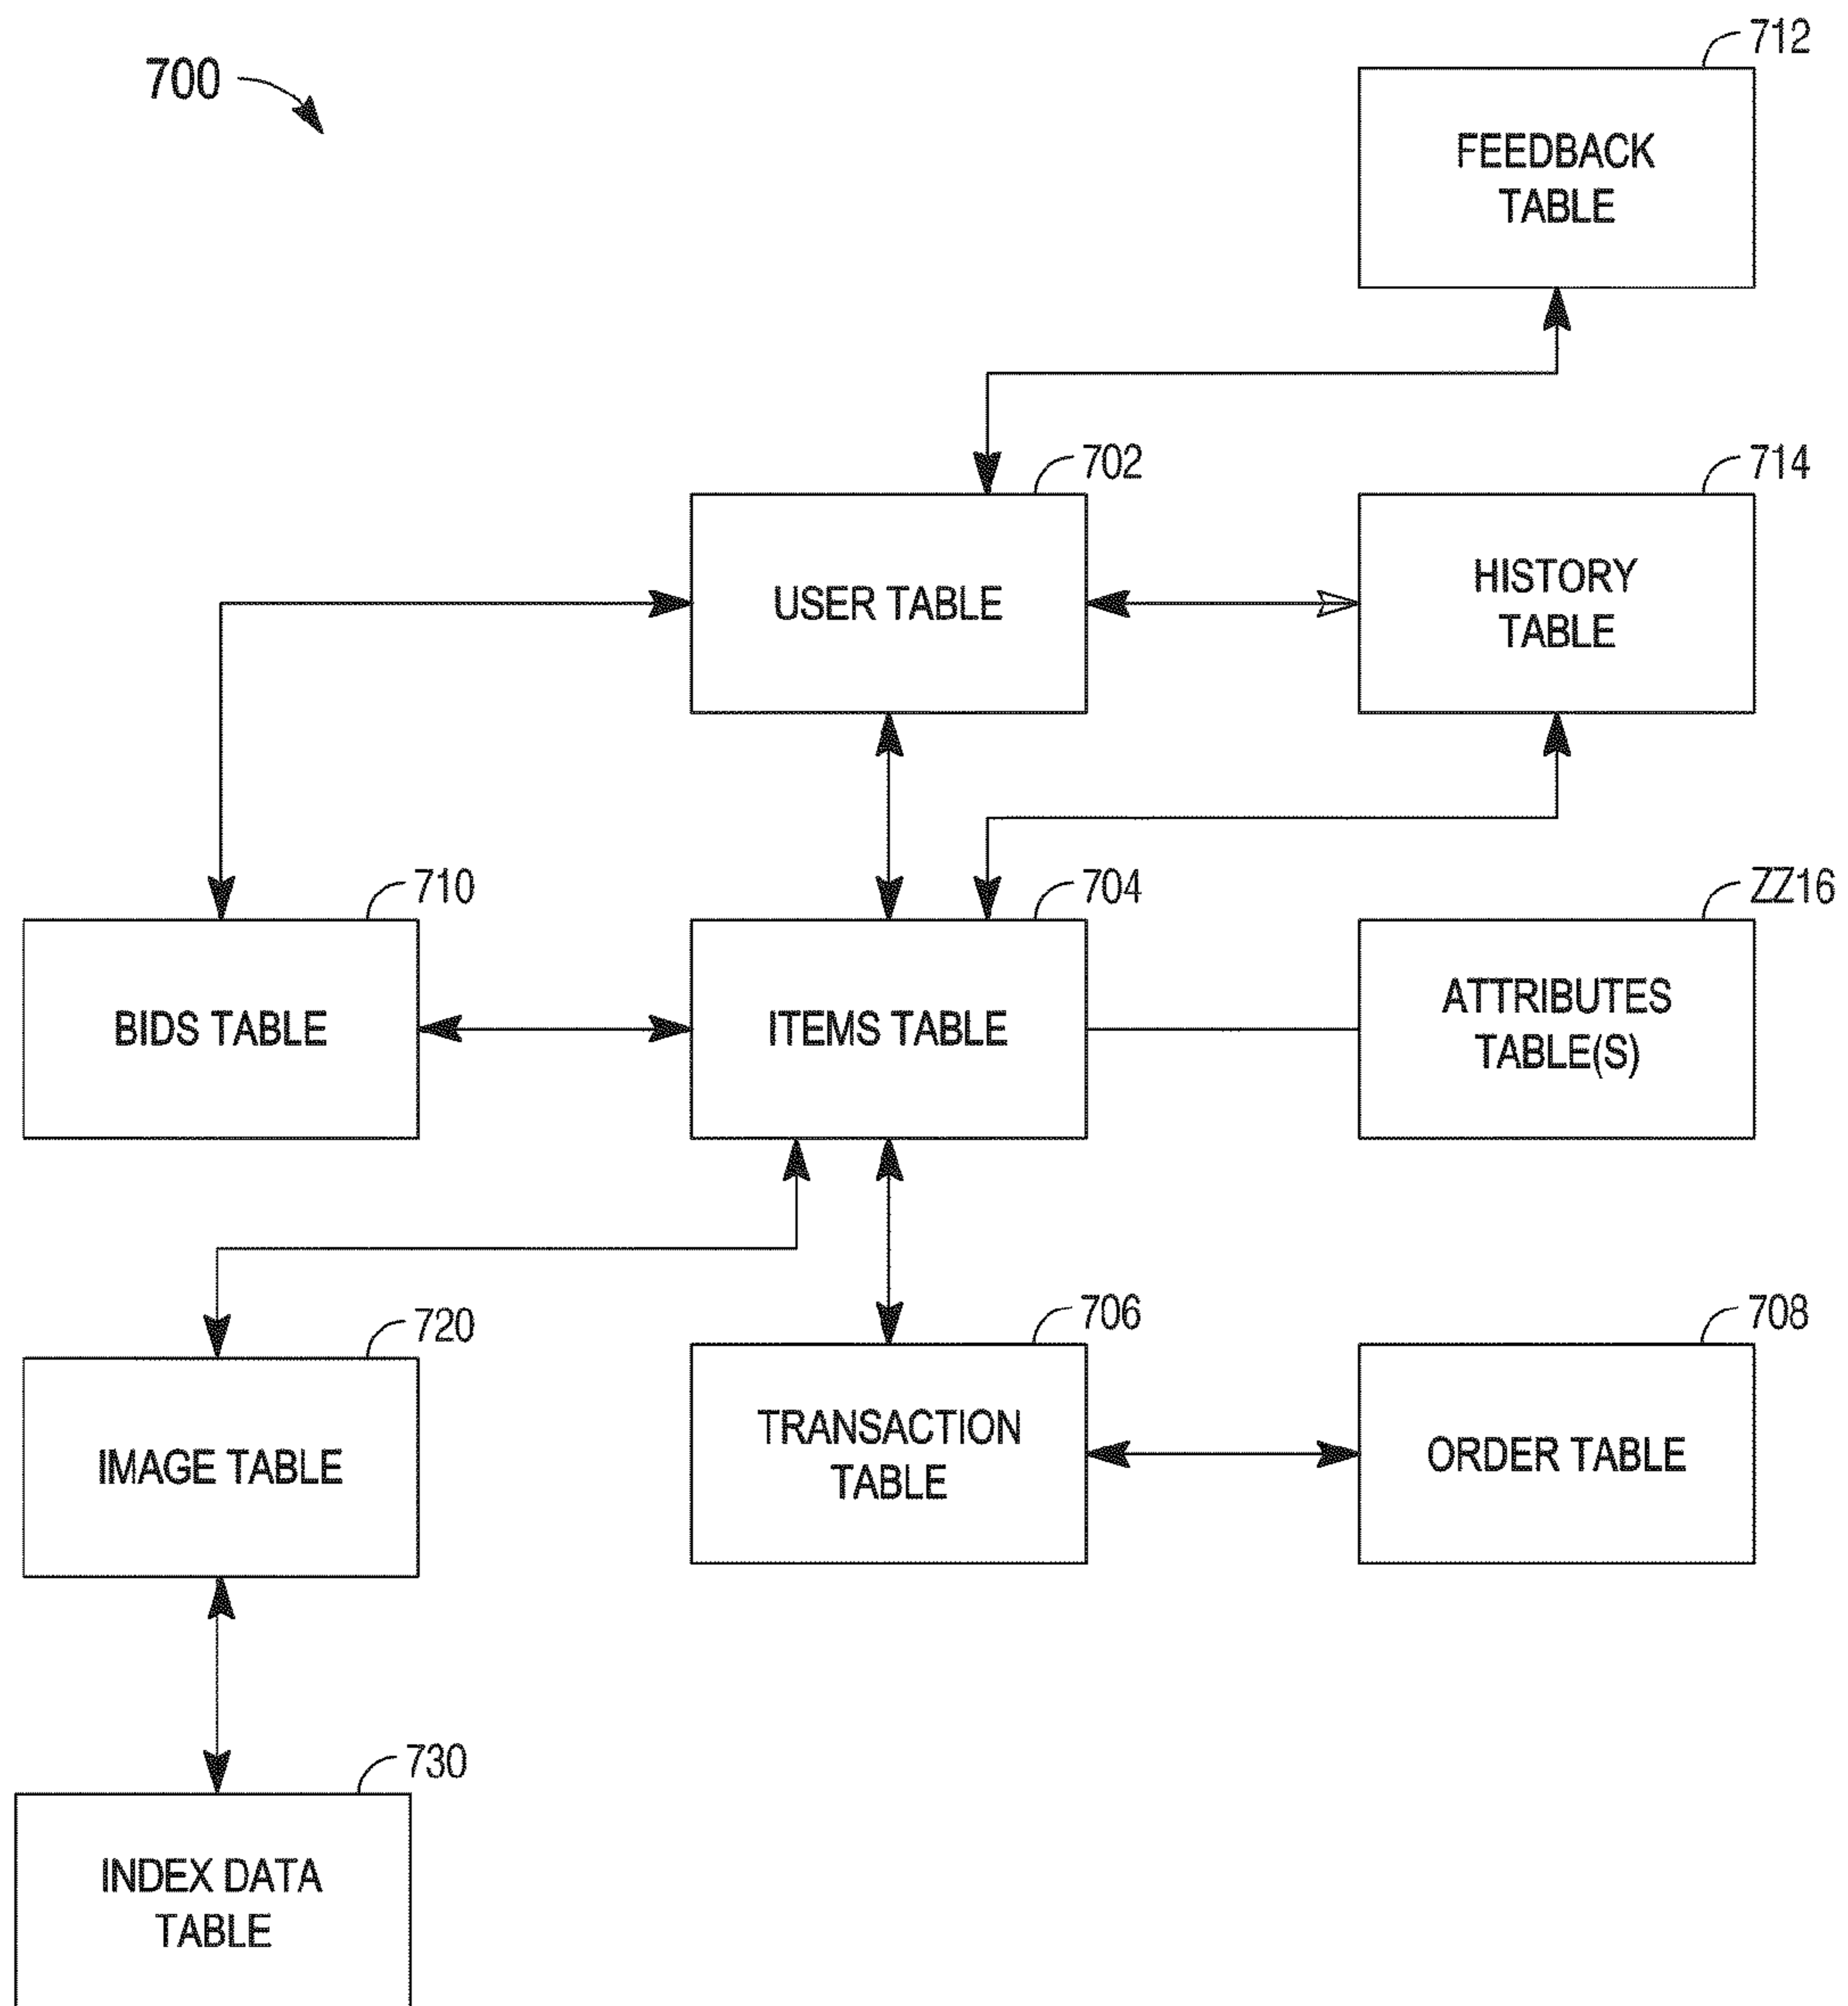 700
712
FEEDBACK
TABLE
702
714
USER TABLE
HISTORY
TABLE
710
704
ZZ16
BIDS TABLE
ITEMS TABLE
ATTRIBUTES
TABLE(S)
720
706
708
IMAGE TABLE
TRANSACTION
TABLE
ORDER TABLE
730
INDEX DATA
TABLE